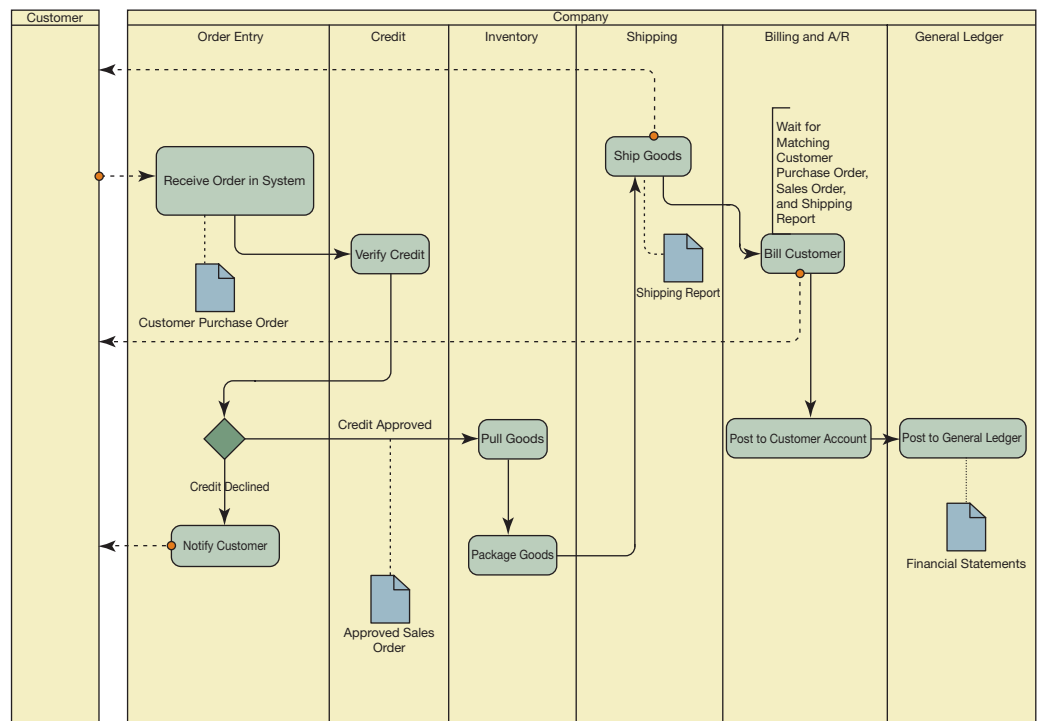 Customer
Company
Order Entry
Credit
Inventory
Shipping
Billing and A/R
General Ledger
Wait for
Matching
Customer
Purchase Order,
Sales Order,
and Shipping
Report
Ship Goods
Receive Order in System
Verify Credit
Bill Customer
Shipping Report
Customer Purchase Order
Credit Approved
Pull Goods
Post to Customer Account
Post to General Ledger
Credit Declined
Notify Customer
Package Goods
Financial Statements
Approved Sales
Order